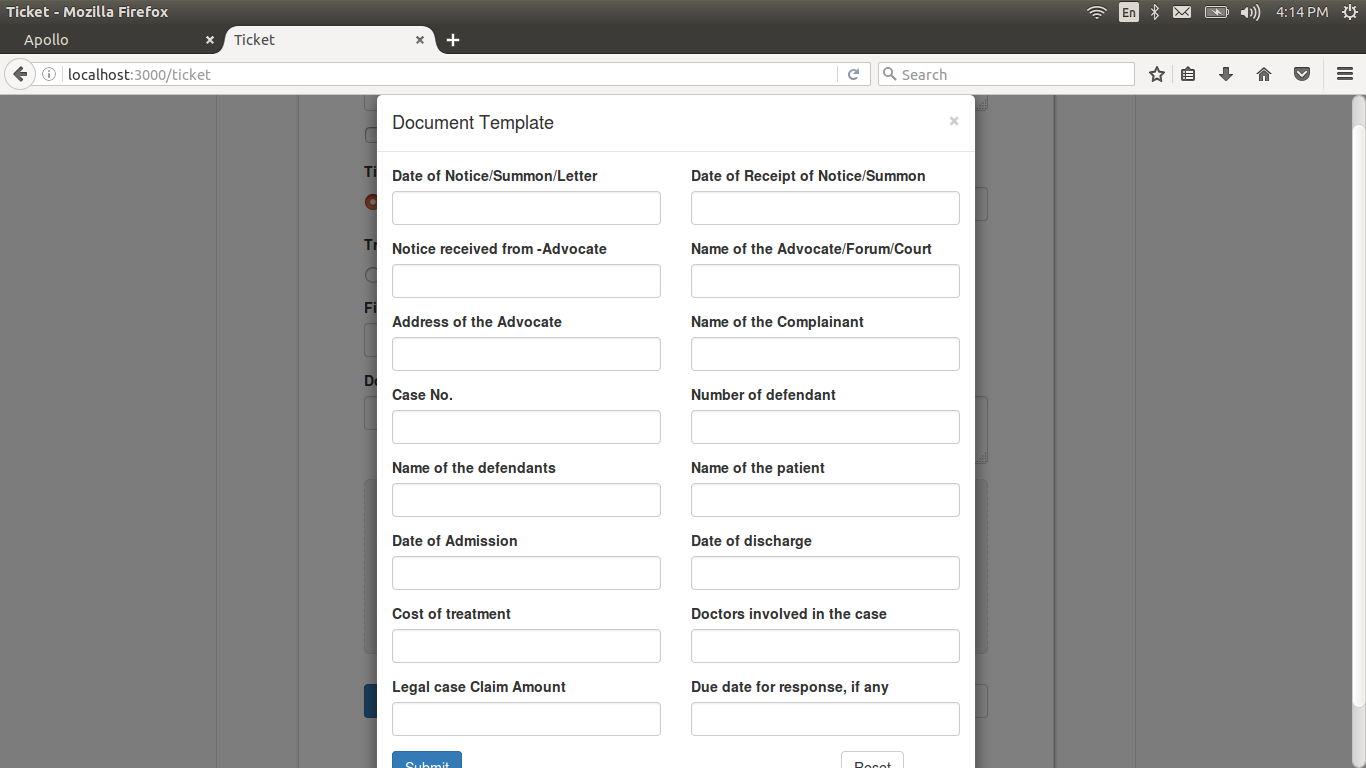 Ticket - Mozilla Firefox
En
4:14 PM
Apollo
Ticket
localhost:3000/ticket
Search
Document Template
Date of Notice/Summon/Letter
Date of Receipt of Notice/Summon
Notice received from -Advocate
Name of the Advocate/Forum/Court
Address of the Advocate
Name of the Complainant
Case No.
Number of defendant
Name of the defendants
Name of the patient
Date of Admission
Date of discharge
Cost of treatment
Doctors involved in the case
Legal case Claim Amount
Due date for response, if any
Submit
Reset